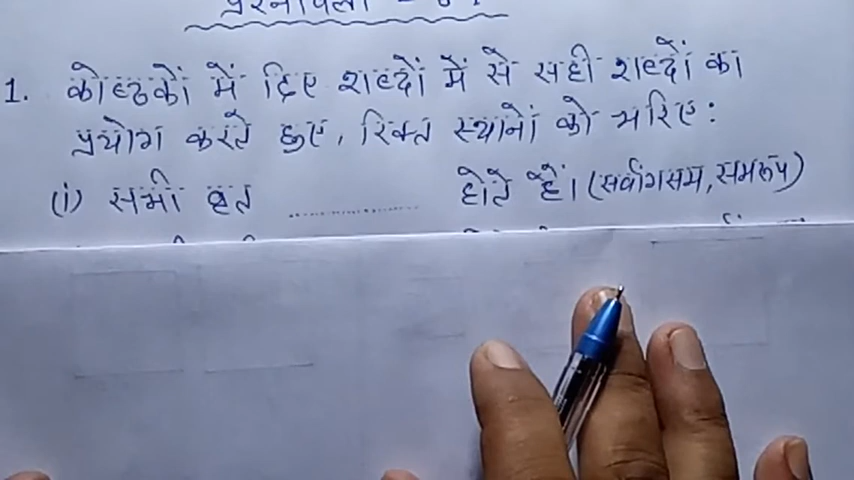 1. कोष्ठकों में दिए शब्दों में से सही शब्दों का
प्रयोग करते हुए, रिक्त स्थानों को भरिए :
(i) सभी वृत ............ होते हैं। (सर्वांगसम, समरूप)